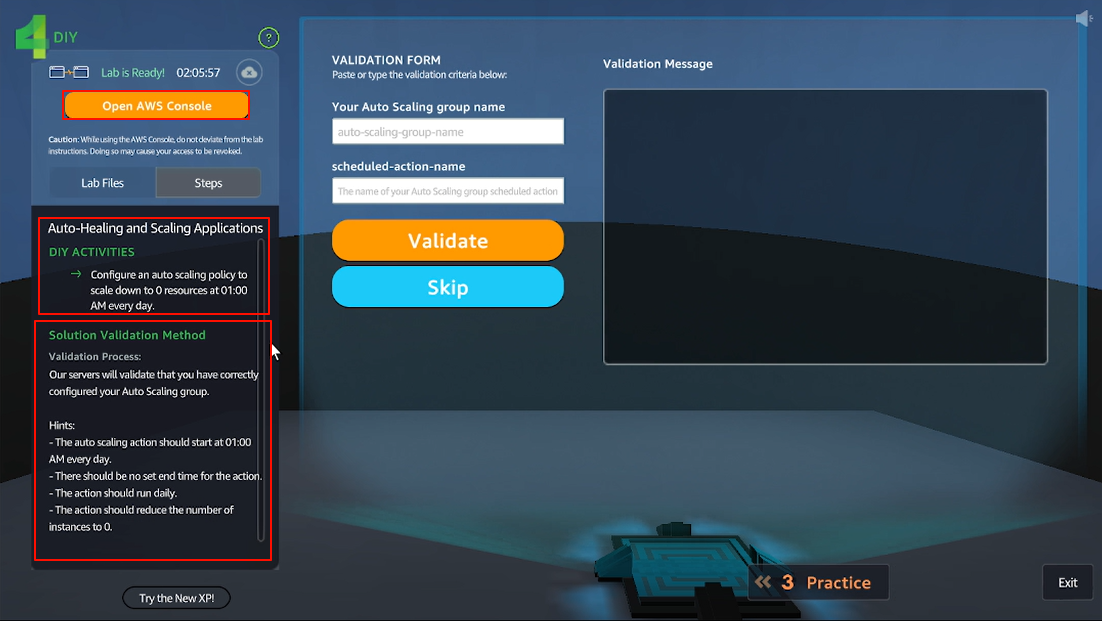 4 DIY
?
Lab is Ready! 02:05:57
Open AWS Console
Caution: While using the AWS Console, do not deviate from the lab
instructions. Doing so may cause your access to be revoked.
Lab Files
Steps
Auto-Healing and Scaling Applications
DIY ACTIVITIES
→ Configure an auto scaling policy to
scale down to 0 resources at 01:00
AM every day.
Solution Validation Method
Validation Process:
Our servers will validate that you have correctly
configured your Auto Scaling group.
Hints:
- The auto scaling action should start at 01:00
AM every day.
- There should be no set end time for the action.
- The action should run daily.
- The action should reduce the number of
instances to 0.
Try the New XP!
VALIDATION FORM
Paste or type the validation criteria below:
Your Auto Scaling group name
auto-scaling-group-name
scheduled-action-name
The name of your Auto Scaling group scheduled action
Validate
Skip
Validation Message
3 Practice
Exit